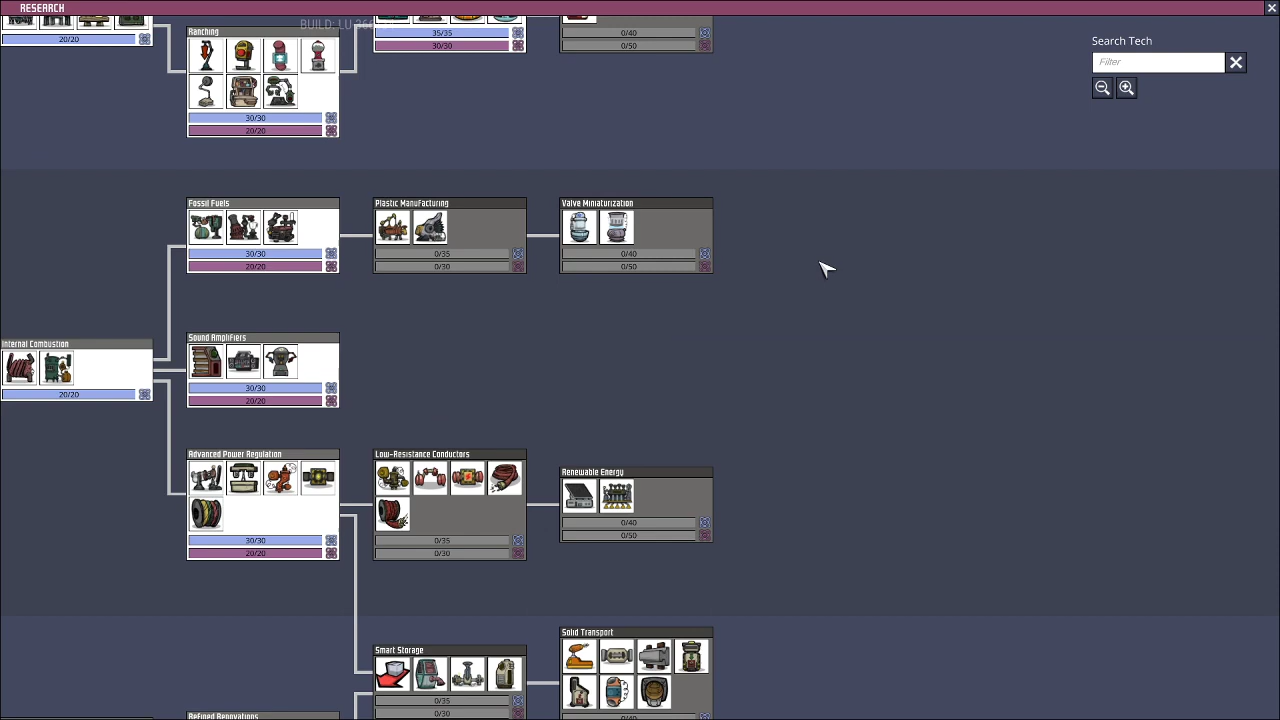 RESEARCH
BUILD: LU
20/20
Ranching
30/30
20/20
35/35
30/30
0/40
0/50
Search Tech
Filter
Fossil Fuels
30/30
20/20
Plastic Manufacturing
0/35
0/30
Valve Miniaturization
0/40
0/50
Internal Combustion
20/20
Sound Amplifiers
30/30
20/20
Advanced Power Regulation
30/30
20/20
Low-Resistance Conductors
0/35
0/30
Renewable Energy
0/40
0/50
Smart Storage
0/35
0/30
Solid Transport
0/40
Refined Renovations